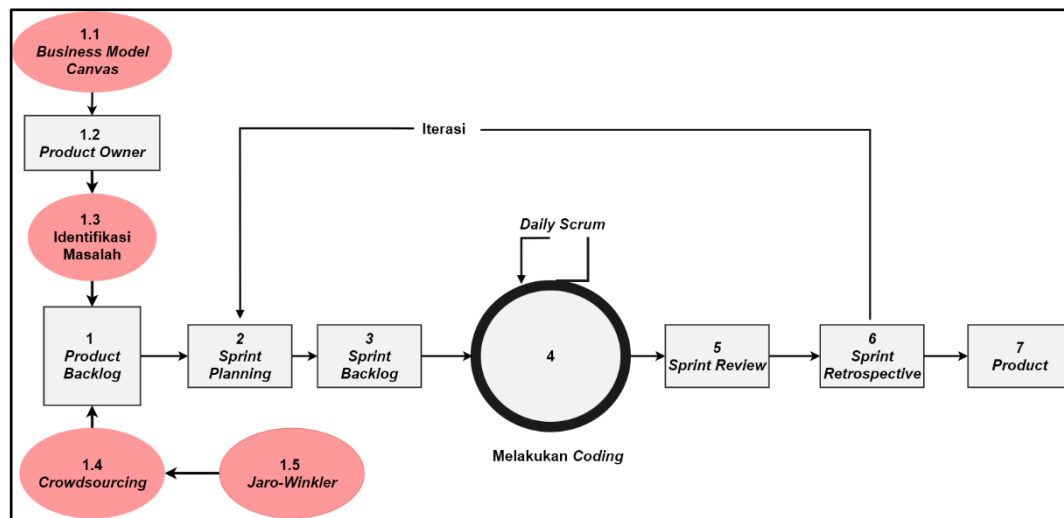 1.1
Business Model
Canvas
1.2
Product Owner
1.3
Identifikasi
Masalah
1
Product
Backlog
1.4
Crowdsourcing
1.5
Jaro-Winkler
2
Sprint
Planning
3
Sprint
Backlog
Iterasi
Daily Scrum
4
Melakukan Coding
5
Sprint Review
6
Sprint
Retrospective
7
Product